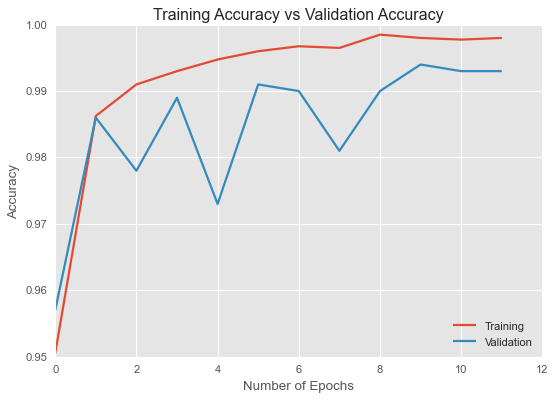 Training Accuracy vs Validation Accuracy
1.00
0.99
0.98
0.97
0.96
0.95
Accuracy
0
2
4
6
8
10
12
Number of Epochs
Training
Validation